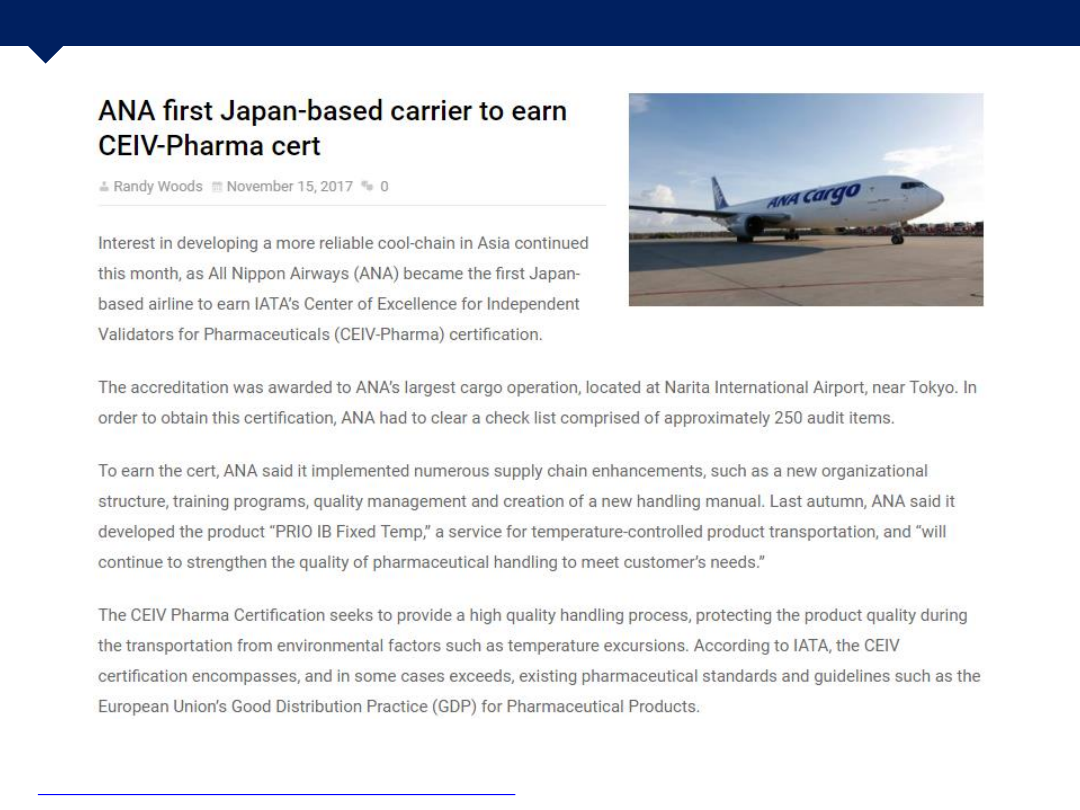 ANA first Japan-based carrier to earn
CEIV-Pharma cert
Randy Woods November 15, 2017 0
ANA Cargo
Interest in developing a more reliable cool-chain in Asia continued
this month, as All Nippon Airways (ANA) became the first Japan-
based airline to earn IATA’s Center of Excellence for Independent
Validators for Pharmaceuticals (CEIV-Pharma) certification.
The accreditation was awarded to ANA’s largest cargo operation, located at Narita International Airport, near Tokyo. In
order to obtain this certification, ANA had to clear a check list comprised of approximately 250 audit items.
To earn the cert, ANA said it implemented numerous supply chain enhancements, such as a new organizational
structure, training programs, quality management and creation of a new handling manual. Last autumn, ANA said it
developed the product “PRIO IB Fixed Temp,” a service for temperature-controlled product transportation, and “will
continue to strengthen the quality of pharmaceutical handling to meet customer’s needs.”
The CEIV Pharma Certification seeks to provide a high quality handling process, protecting the product quality during
the transportation from environmental factors such as temperature excursions. According to IATA, the CEIV
certification encompasses, and in some cases exceeds, existing pharmaceutical standards and guidelines such as the
European Union’s Good Distribution Practice (GDP) for Pharmaceutical Products.